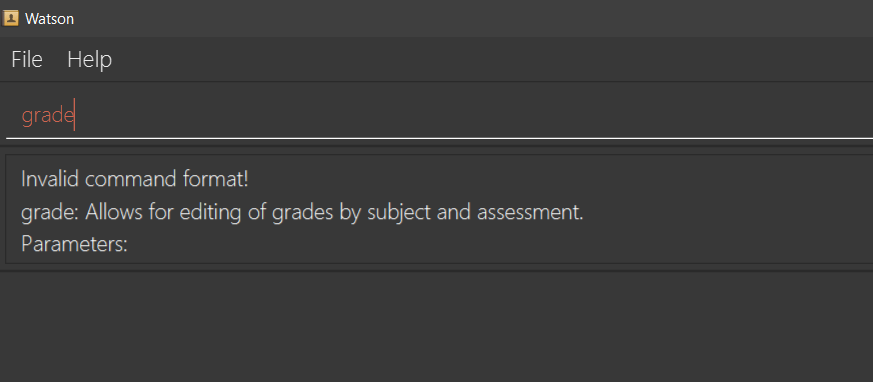 Watson
File Help
grade
Invalid command format!
grade: Allows for editing of grades by subject and assessment.
Parameters: